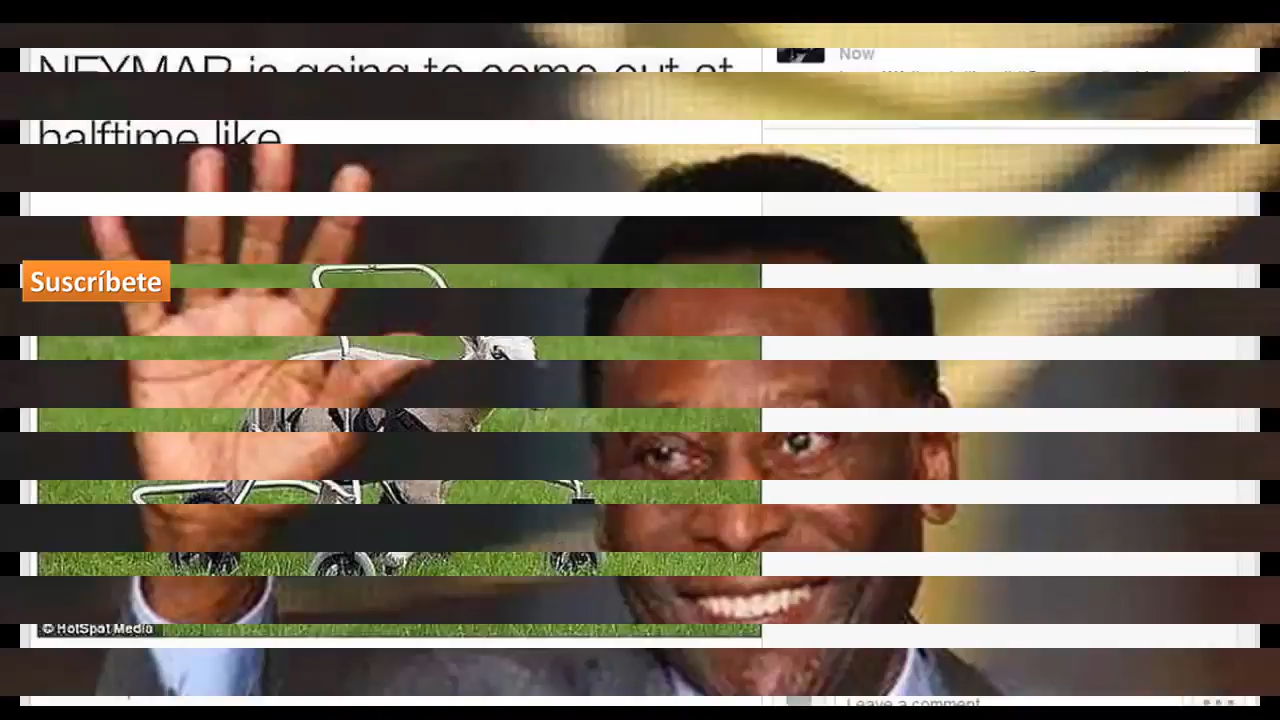 Now
NEYMAR is going to come out at
halftime like
Suscríbete
© HotSpot Media
Leave a comment